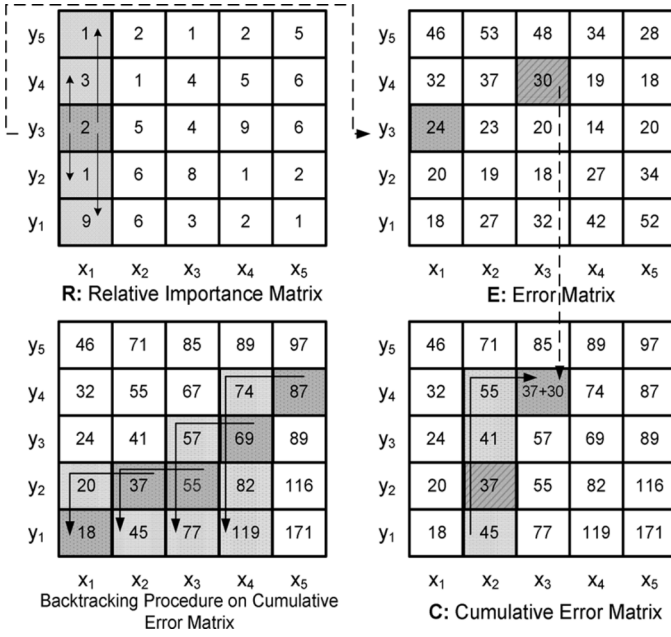 y5 1 2 1 2 5
y4 3 1 4 5 6
y3 2 5 4 9 6
y2 1 6 8 1 2
y1 9 6 3 2 1
x1 x2 x3 x4 x5
R: Relative Importance Matrix
y5 46 53 48 34 28
y4 32 37 30 19 18
y3 24 23 20 14 20
y2 20 19 18 27 34
y1 18 27 32 42 52
x1 x2 x3 x4 x5
E: Error Matrix
y5 46 71 85 89 97
y4 32 55 67 74 87
y3 24 41 57 69 89
y2 20 37 55 82 116
y1 18 45 77 119 171
x1 x2 x3 x4 x5
Backtracking Procedure on Cumulative
Error Matrix
y5 46 71 85 89 97
y4 32 55 37+30 74 87
y3 24 41 57 69 89
y2 20 37 55 82 116
y1 18 45 77 119 171
x1 x2 x3 x4 x5
C: Cumulative Error Matrix